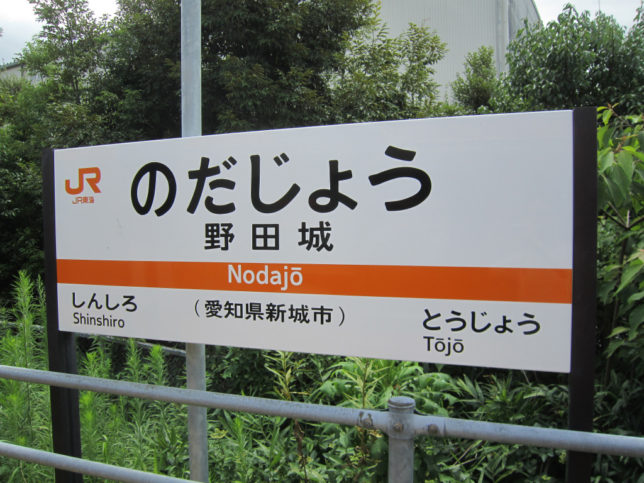 JR
JR東海
のだじょう
野田城
Nodajō
しんしろ
Shinshiro
(愛知県新城市)
とうじょう
Tōjō